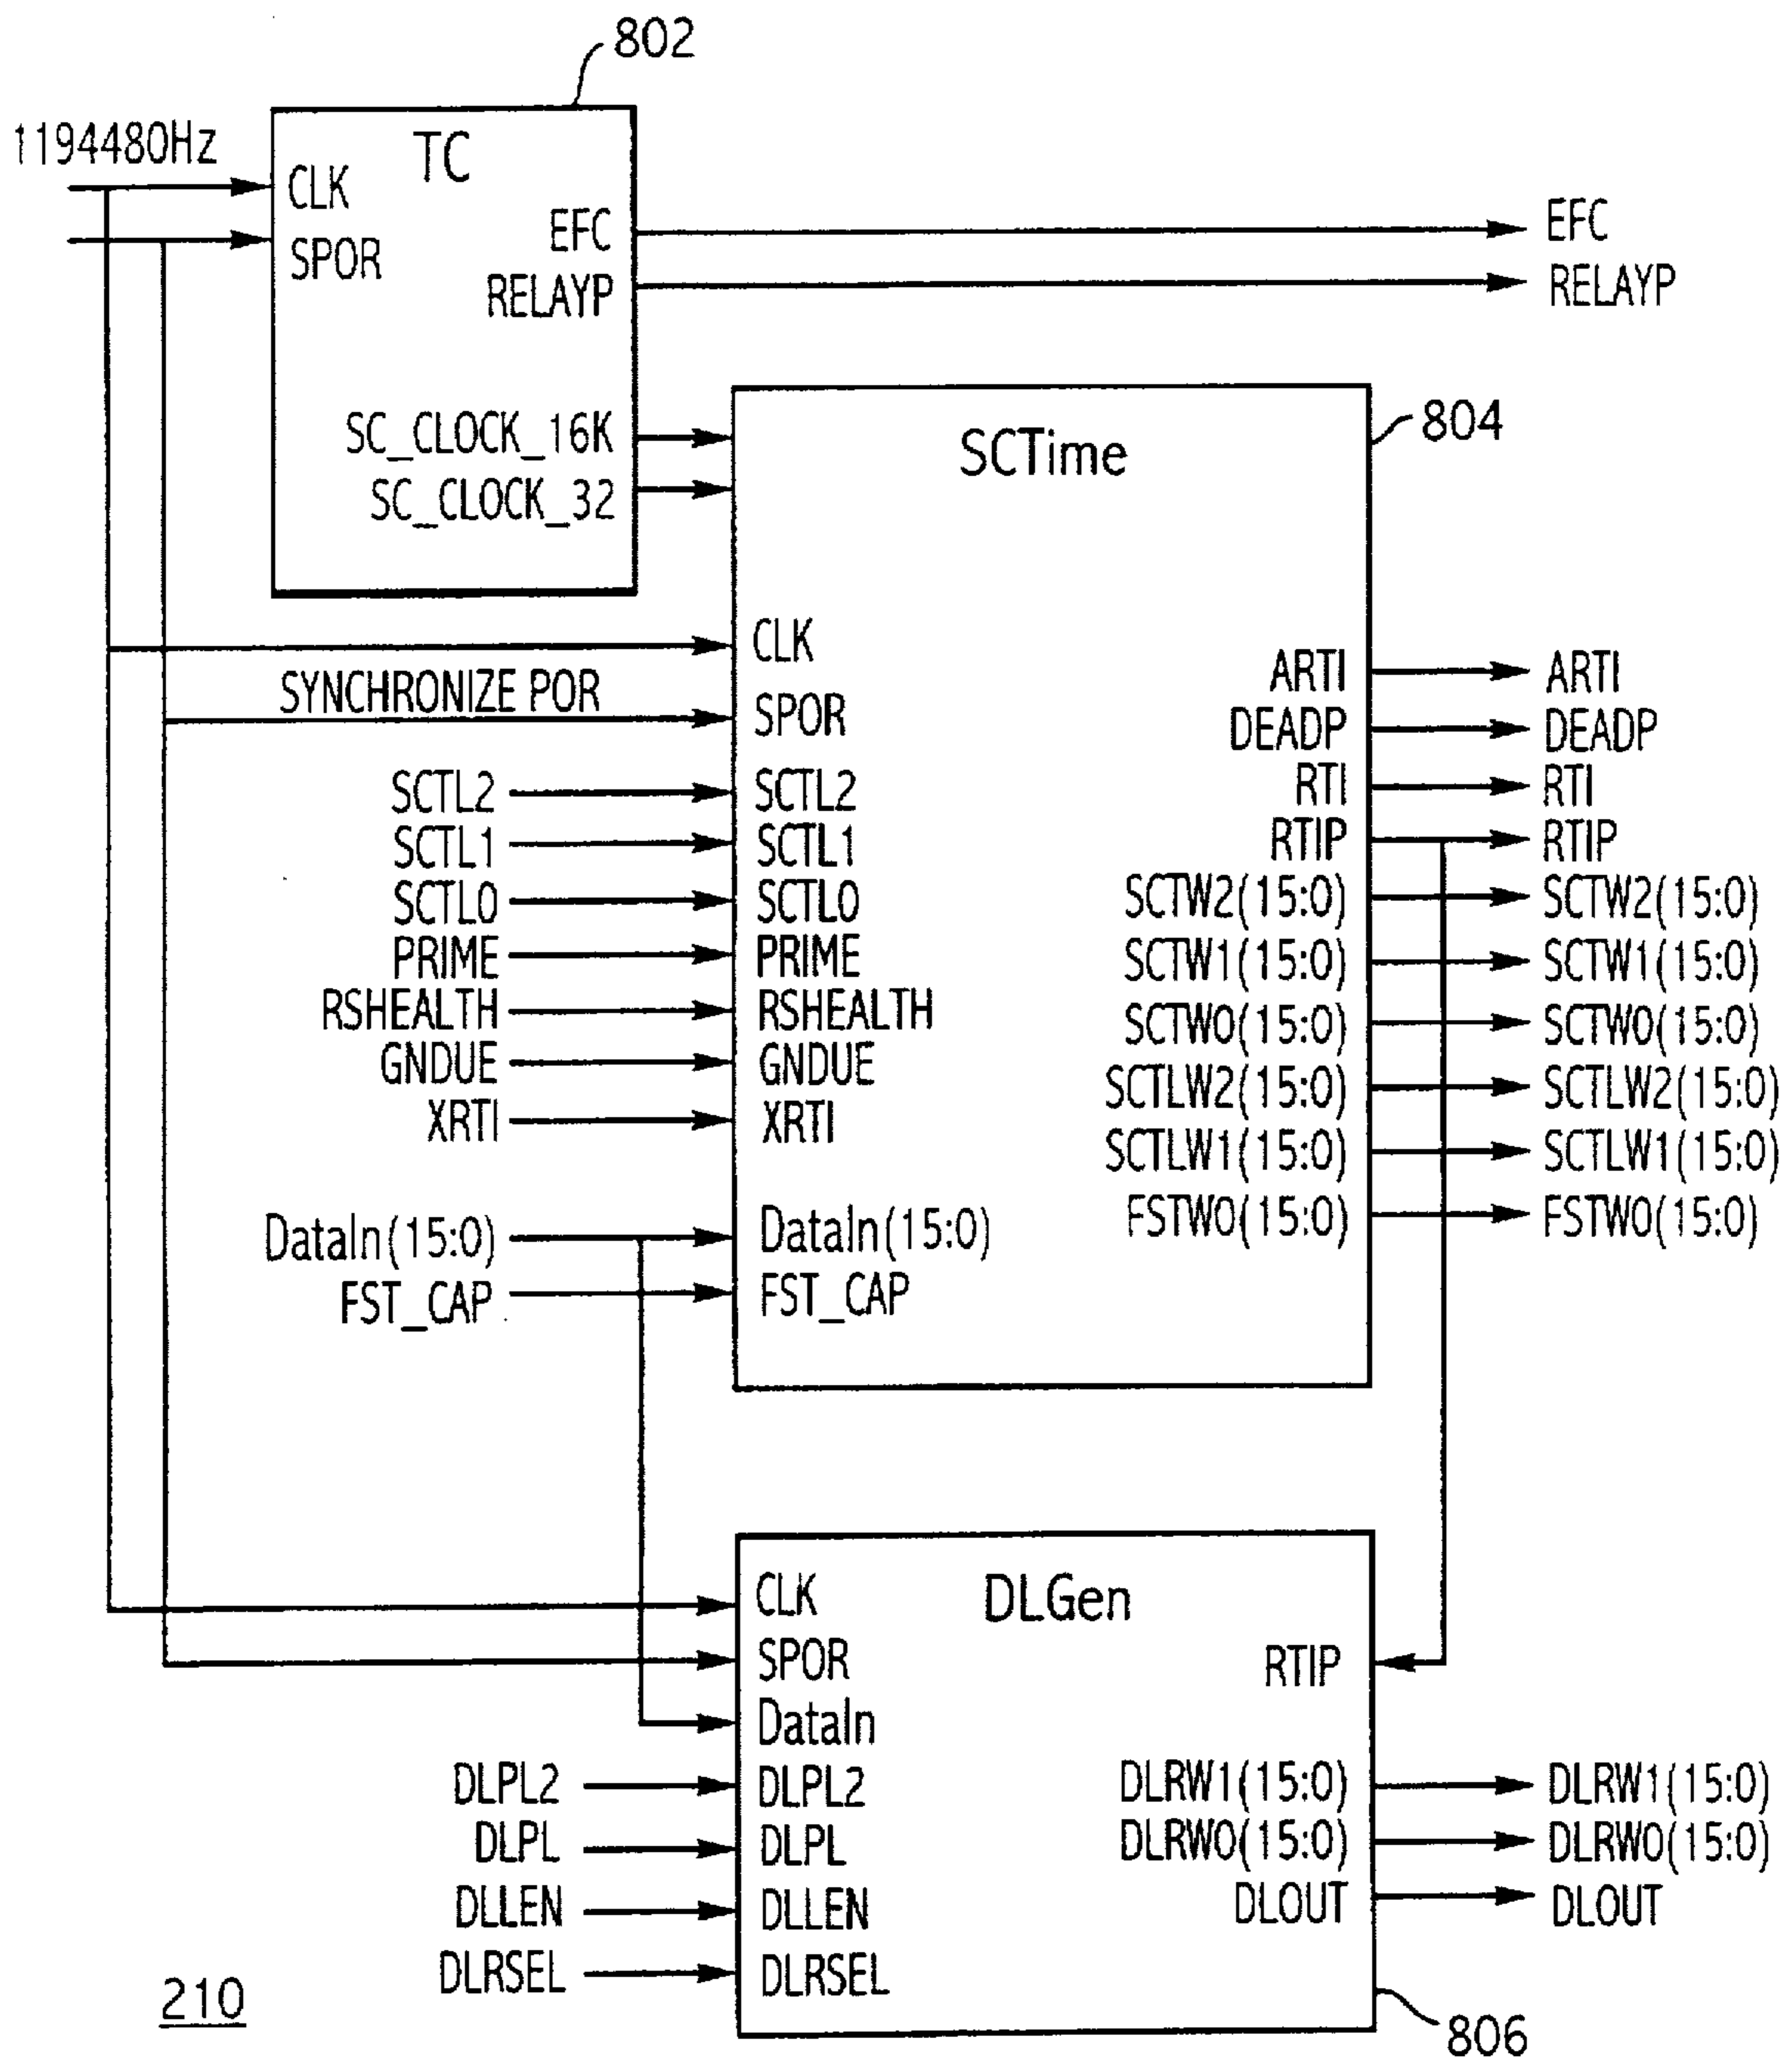 802
1194480Hz
TC
CLK
SPOR
EFC
EFC
RELAYP
RELAYP
SC_CLOCK_16K
SC_CLOCK_32
804
SCTime
CLK
SYNCHRONIZE POR
SPOR
ARTI
ARTI
DEADP
DEADP
SCTL2
SCTL2
RTI
RTI
SCTL1
SCTL1
RTIP
RTIP
SCTL0
SCTL0
SCTW2(15:0)
SCTW2(15:0)
PRIME
PRIME
SCTW1(15:0)
SCTW1(15:0)
RSHEALTH
RSHEALTH
SCTW0(15:0)
SCTW0(15:0)
GNDUE
GNDUE
SCTLW2(15:0)
SCTLW2(15:0)
XRTI
XRTI
SCTLW1(15:0)
SCTLW1(15:0)
DataIn(15:0)
DataIn(15:0)
FSTW0(15:0)
FSTW0(15:0)
FST_CAP
FST_CAP
CLK
DLGen
SPOR
RTIP
DataIn
DLPL2
DLPL2
DLRW1(15:0)
DLRW1(15:0)
DLPL
DLPL
DLRW0(15:0)
DLRW0(15:0)
DLLEN
DLLEN
DLOUT
DLOUT
DLRSEL
DLRSEL
210
806